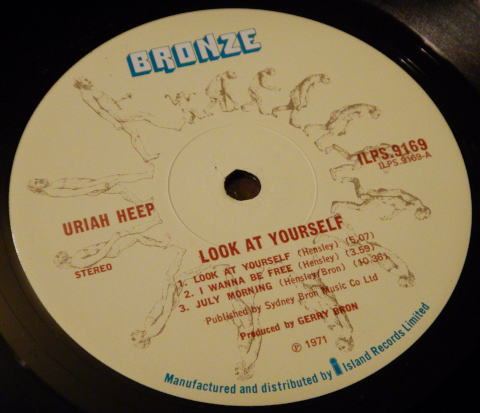 BRONZE
ILPS.9169
ILPS.9169-A
URIAH HEEP
STEREO
LOOK AT YOURSELF
1. LOOK AT YOURSELF (Hensley) (5.07)
2. I WANNA BE FREE (Hensley) (3.59)
3. JULY MORNING (Hensley/Bron) (10.36)
Published by Sydney Bron Music Co Ltd
Produced by GERRY BRON
℗ 1971
Manufactured and distributed by i Island Records Limited